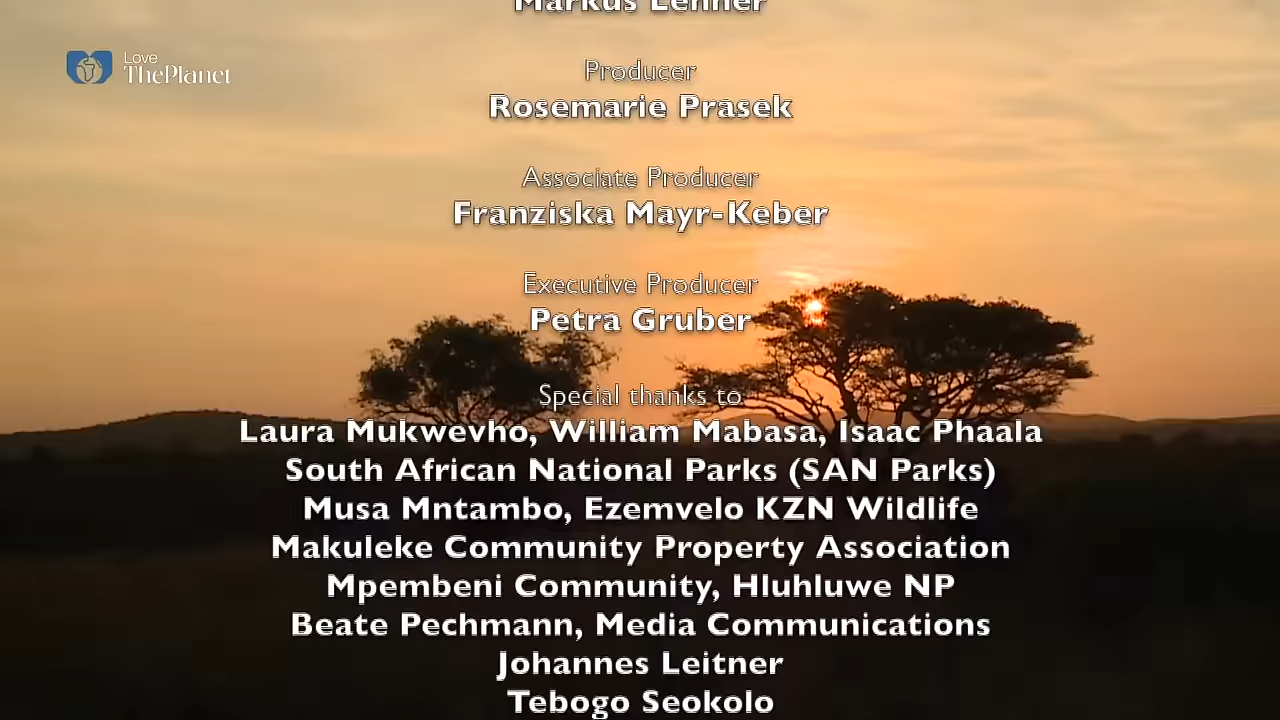 Markus Lehner
Love
ThePlanet
Producer
Rosemarie Prasek
Associate Producer
Franziska Mayr-Keber
Executive Producer
Petra Gruber
Special thanks to
Laura Mukwevho, William Mabasa, Isaac Phaala
South African National Parks (SAN Parks)
Musa Mntambo, Ezemvelo KZN Wildlife
Makuleke Community Property Association
Mpembeni Community, Hluhluwe NP
Beate Pechmann, Media Communications
Johannes Leitner
Tebogo Seokolo